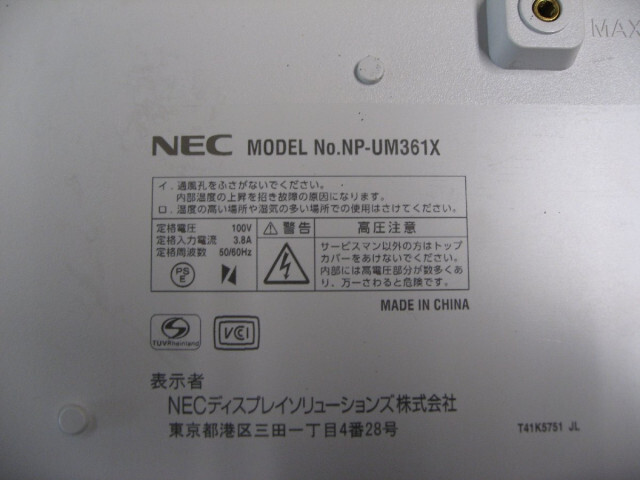 MAX
NEC MODEL No.NP-UM361X
イ. 通風孔をふさがないでください。
内部温度の上昇を招き故障の原因になります。
ロ. 温度の高い場所や湿気の多い場所での使用はさけてください。
定格電圧 100V
定格入力電流 3.8A
定格周波数 50/60Hz
PS
E
警告 高圧注意
サービスマン以外の方はトップ
カバーをあけないでください。
内部には高電圧部分が数多くあ
り、万一さわると危険です。
MADE IN CHINA
TUVRheinland
VCI
表示者
NECディスプレイソリューションズ株式会社
東京都港区三田一丁目4番28号
T41K5751 JL